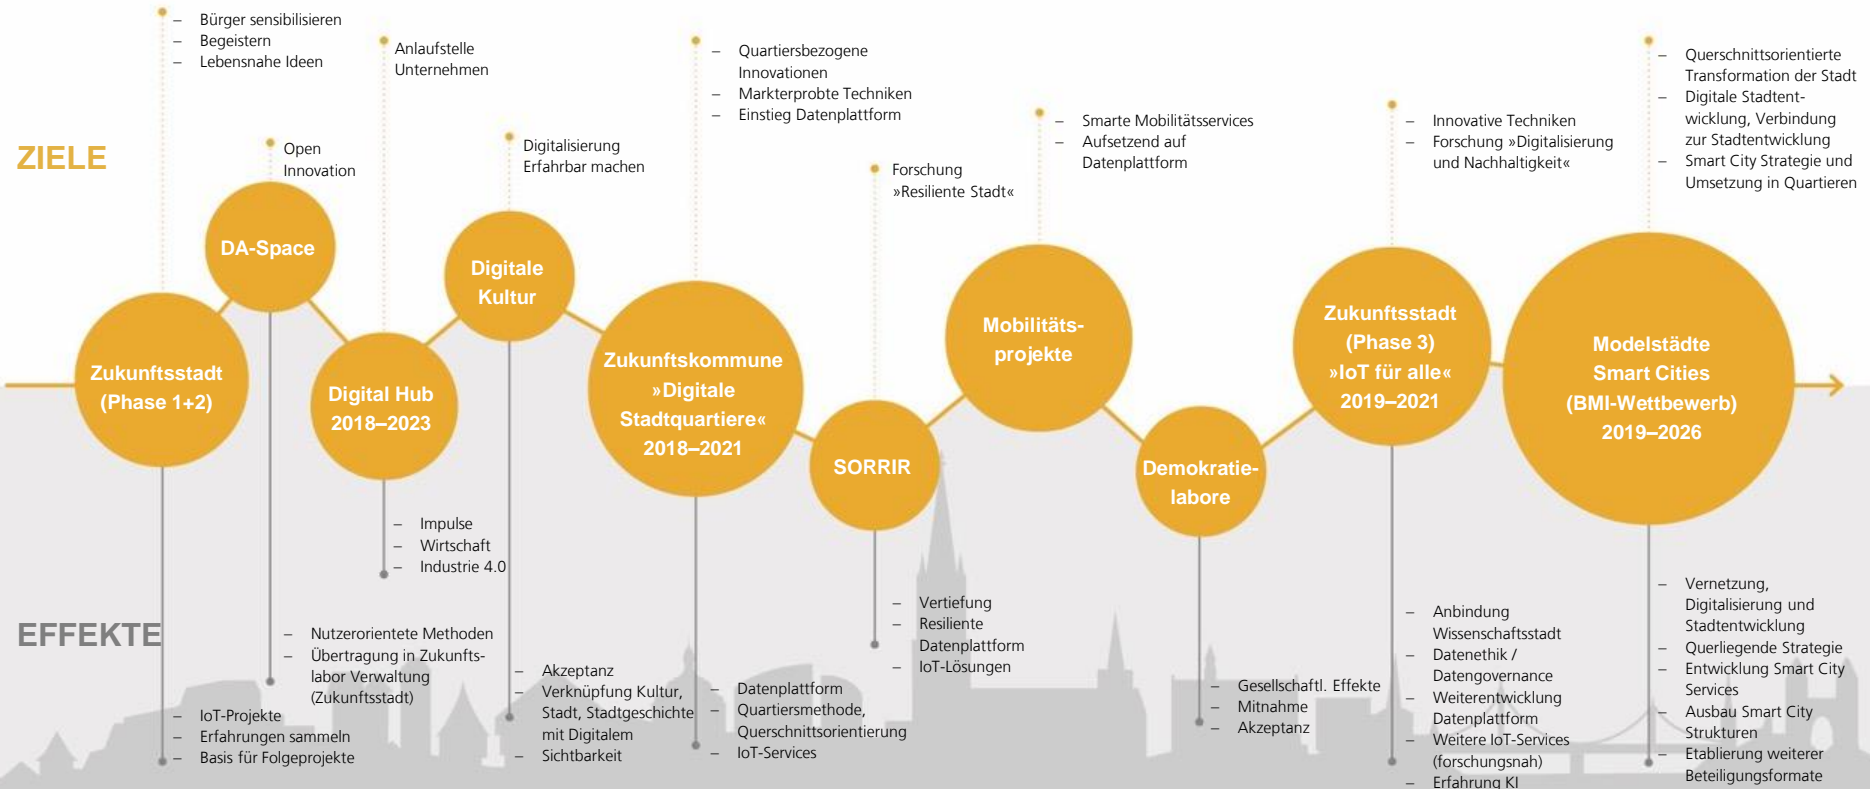 ZIELE
– Bürger sensibilisieren
– Begeistern
– Lebensnahe Ideen
Open
Innovation
Anlaufstelle
Unternehmen
Digitalisierung
Erfahrbar machen
– Quartiersbezogene
Innovationen
– Markterprobte Techniken
– Einstieg Datenplattform
Forschung
»Resiliente Stadt«
– Smarte Mobilitätsservices
– Aufsetzend auf
Datenplattform
– Innovative Techniken
– Forschung »Digitalisierung
und Nachhaltigkeit«
– Querschnittsorientierte
Transformation der Stadt
– Digitale Stadtent-
wicklung, Verbindung
zur Stadtentwicklung
– Smart City Strategie und
Umsetzung in Quartieren
Zukunftsstadt
(Phase 1+2)
DA-Space
Digital Hub
2018–2023
Digitale
Kultur
Zukunftskommune
»Digitale
Stadtquartiere«
2018–2021
SORRIR
Mobilitäts-
projekte
Demokratie-
labore
Zukunftsstadt
(Phase 3)
»IoT für alle«
2019–2021
Modelstädte
Smart Cities
(BMI-Wettbewerb)
2019–2026
EFFEKTE
– IoT-Projekte
– Erfahrungen sammeln
– Basis für Folgeprojekte
– Nutzerorientete Methoden
– Übertragung in Zukunfts-
labor Verwaltung
(Zukunftsstadt)
– Impulse
– Wirtschaft
– Industrie 4.0
– Akzeptanz
– Verknüpfung Kultur,
Stadt, Stadtgeschichte
mit Digitalem
– Sichtbarkeit
– Datenplattform
– Quartiersmethode,
Querschnittsorientierung
– IoT-Services
– Vertiefung
– Resiliente
Datenplattform
– IoT-Lösungen
– Gesellschaftl. Effekte
– Mitnahme
– Akzeptanz
– Anbindung
Wissenschaftsstadt
– Datenethik /
Datengovernance
– Weiterentwicklung
Datenplattform
– Weitere IoT-Services
(forschungsnah)
– Erfahrung KI
– Vernetzung,
Digitalisierung und
Stadtentwicklung
– Querliegende Strategie
– Entwicklung Smart City
Services
– Ausbau Smart City
Strukturen
– Etablierung weiterer
Beteiligungsformate